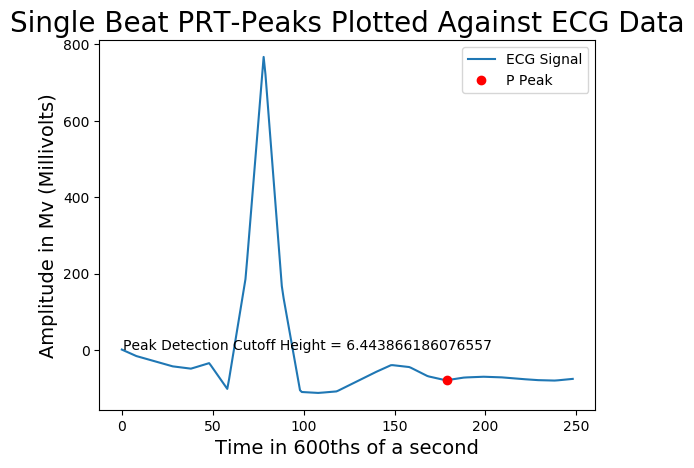 Single Beat PRT-Peaks Plotted Against ECG Data
800
600
400
200
0
Amplitude in Mv (Millivolts)
ECG Signal
P Peak
Peak Detection Cutoff Height = 6.443866186076557
0
50
100
150
200
250
Time in 600ths of a second